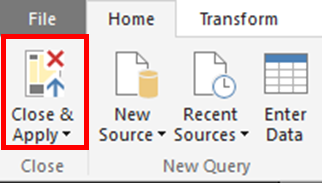 File Home Transform
Close &
Apply
New
Source
Recent
Sources
Enter
Data
Close
New Query